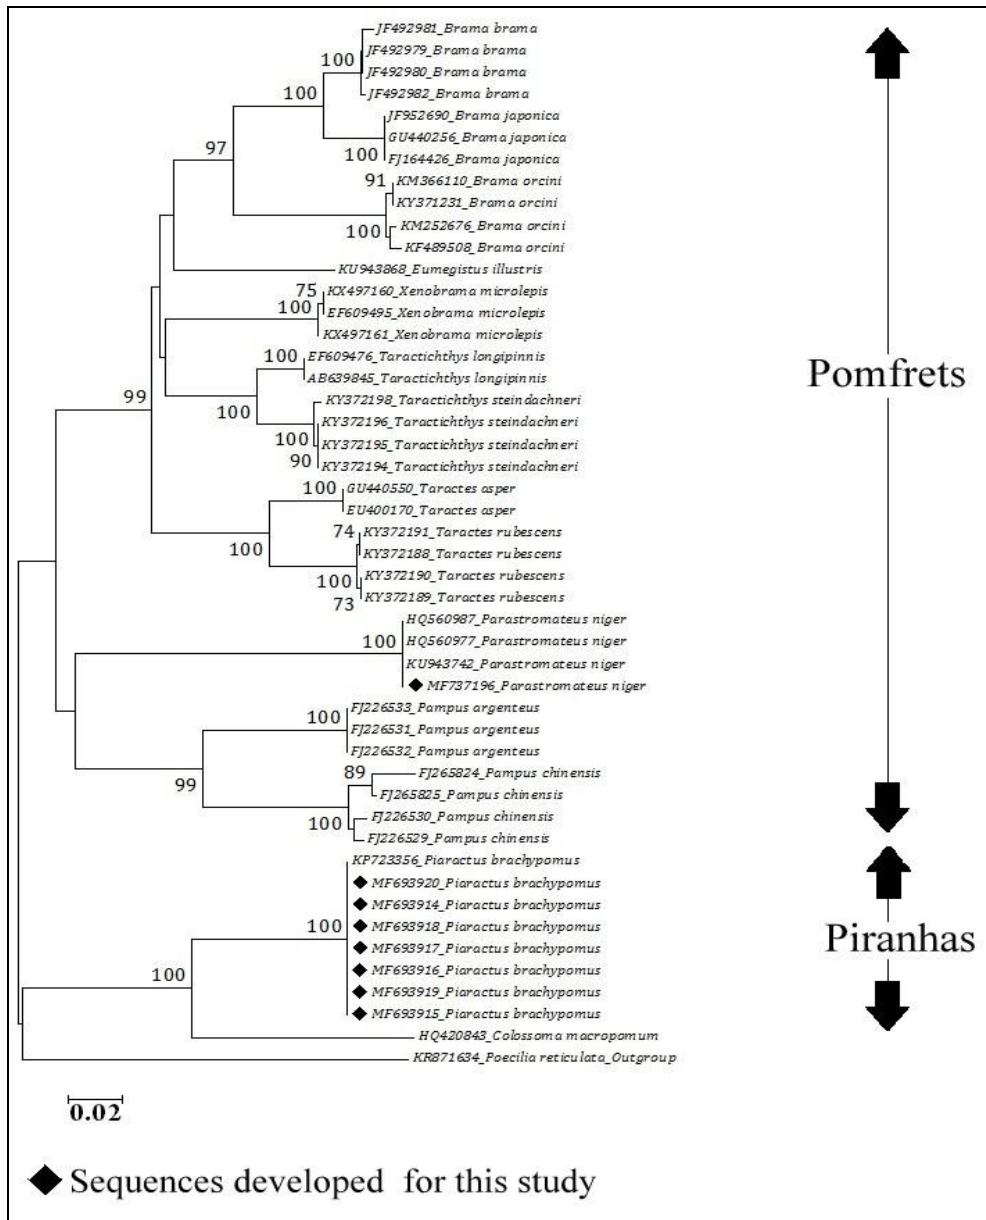 JF492981_Brama brama
JF492979_Brama brama
100
JF492980_Brama brama
100
JF492982_Brama brama
JF952690_Brama japonica
GU440256_Brama japonica
97
100
FJ164426_Brama japonica
91
KM366110_Brama orcini
KY371231_Brama orcini
KM252676_Brama orcini
100
KF489508_Brama orcini
KU943868_Eumegistus illustris
75
KX497160_Xenobrama microlepis
100
EF609495_Xenobrama microlepis
KX497161_Xenobrama microlepis
100
EF609476_Taractichthys longipinnis
AB639845_Taractichthys longipinnis
Pomfrets
99
KY372198_Taractichthys steindachneri
100
KY372196_Taractichthys steindachneri
100
KY372195_Taractichthys steindachneri
90
KY372194_Taractichthys steindachneri
100
GU440550_Taractes asper
EU400170_Taractes asper
74
KY372191_Taractes rubescens
100
KY372188_Taractes rubescens
100
KY372190_Taractes rubescens
73
KY372189_Taractes rubescens
HQ560987_Parastromateus niger
100
HQ560977_Parastromateus niger
KU943742_Parastromateus niger
MF737196_Parastromateus niger
100
FJ226533_Pampus argenteus
FJ226531_Pampus argenteus
FJ226532_Pampus argenteus
89
FJ265824_Pampus chinensis
99
FJ265825_Pampus chinensis
100
FJ226530_Pampus chinensis
FJ226529_Pampus chinensis
KP723356_Piaractus brachypomus
MF693920_Piaractus brachypomus
MF693914_Piaractus brachypomus
100
MF693918_Piaractus brachypomus
Piranhas
MF693917_Piaractus brachypomus
100
MF693916_Piaractus brachypomus
MF693919_Piaractus brachypomus
MF693915_Piaractus brachypomus
HQ420843_Colossoma macropomum
KR871634_Poecilia reticulata_Outgroup
0.02
Sequences developed for this study